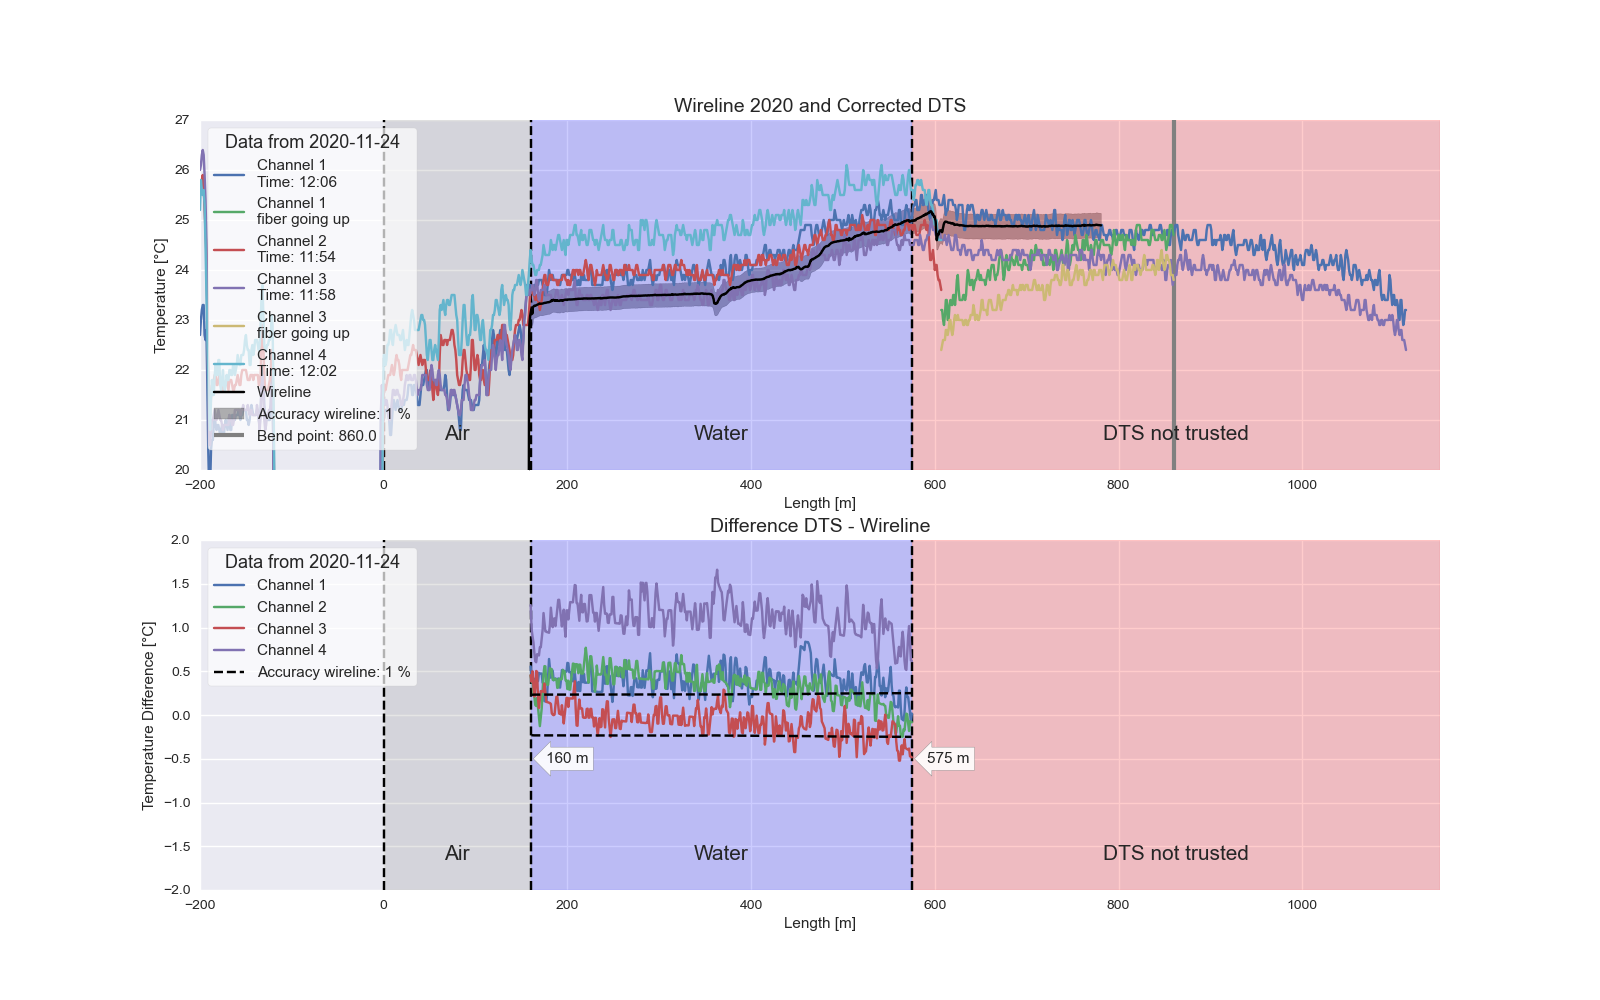 Wireline 2020 and Corrected DTS
Temperature [°C]
27
26
25
24
23
22
21
20
Data from 2020-11-24
Channel 1
Time: 12:06
Channel 1
fiber going up
Channel 2
Time: 11:54
Channel 3
Time: 11:58
Channel 3
fiber going up
Channel 4
Time: 12:02
Wireline
Accuracy wireline: 1 %
Bend point: 860.0
Air
Water
DTS not trusted
−200
0
200
400
600
800
1000
Length [m]
Difference DTS - Wireline
Temperature Difference [°C]
2.0
1.5
1.0
0.5
0.0
−0.5
−1.0
−1.5
−2.0
Data from 2020-11-24
Channel 1
Channel 2
Channel 3
Channel 4
Accuracy wireline: 1 %
160 m
575 m
Air
Water
DTS not trusted
−200
0
200
400
600
800
1000
Length [m]